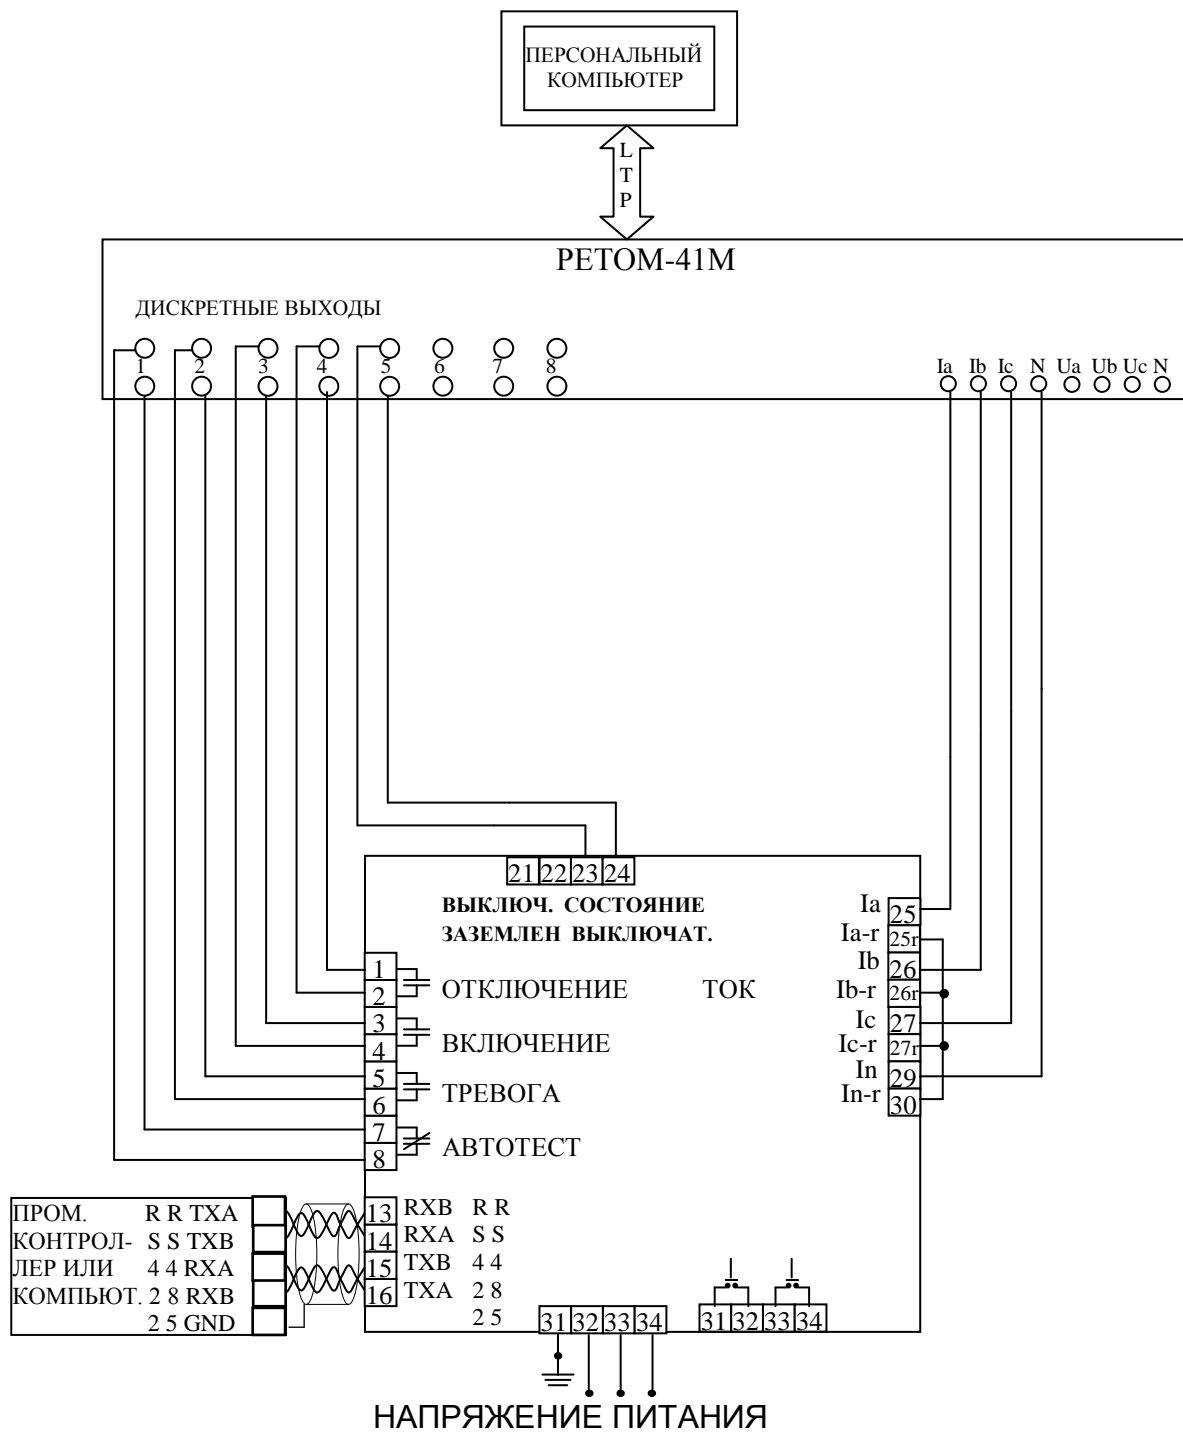 ПЕРСОНАЛЬНЫЙ
КОМПЬЮТЕР
L
T
P
РЕТОМ-41М
ДИСКРЕТНЫЕ ВЫХОДЫ
1 2 3 4 5 6 7 8
Ia Ib Ic N Ua Ub Uc N
21 22 23 24
ВЫКЛЮЧ. СОСТОЯНИЕ
ЗАЗЕМЛЕН ВЫКЛЮЧАТ.
Ia 25
Ia-r 25r
Ib 26
Ib-r 26r
Ic 27
Ic-r 27r
In 29
In-r 30
1
2 ОТКЛЮЧЕНИЕ ТОК
3
4 ВКЛЮЧЕНИЕ
5
6 ТРЕВОГА
7
8 АВТОТЕСТ
ПРОМ. R R TXA
КОНТРОЛ- S S TXB
ЛЕР ИЛИ 4 4 RXA
КОМПЬЮТ. 2 8 RXB
2 5 GND
13 RXB R R
14 RXA S S
15 TXB 4 4
16 TXA 2 8
2 5
31 32 33 34
31 32 33 34
НАПРЯЖЕНИЕ ПИТАНИЯ